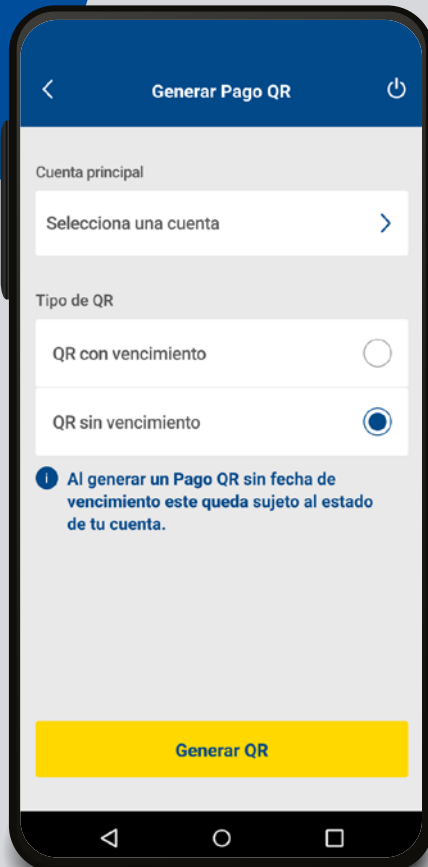 Generar Pago QR
Cuenta principal
Selecciona una cuenta
Tipo de QR
QR con vencimiento
QR sin vencimiento
Al generar un Pago QR sin fecha de
vencimiento este queda sujeto al estado
de tu cuenta.
Generar QR